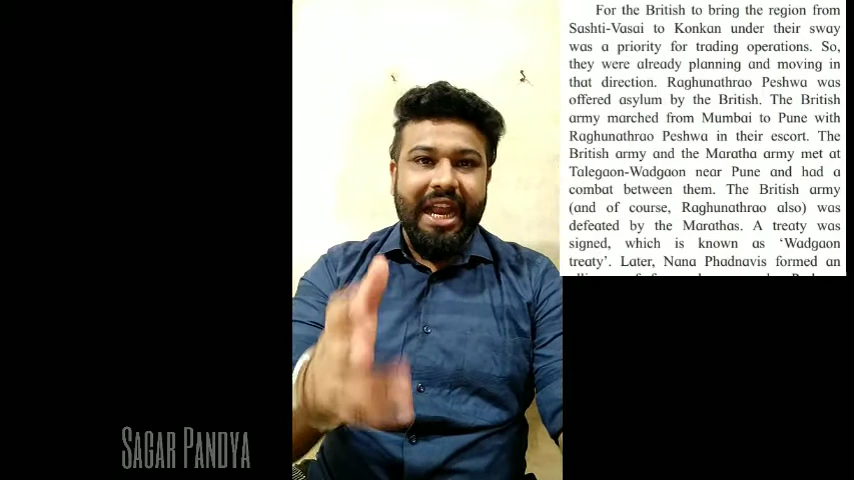 For the British to bring the region from
Sashti-Vasai to Konkan under their sway
was a priority for trading operations. So,
they were already planning and moving in
that direction. Raghunathrao Peshwa was
offered asylum by the British. The British
army marched from Mumbai to Pune with
Raghunathrao Peshwa in their escort. The
British army and the Maratha army met at
Talegaon-Wadgaon near Pune and had a
combat between them. The British army
(and of course, Raghunathrao also) was
defeated by the Marathas. A treaty was
signed, which is known as 'Wadgaon
treaty'. Later, Nana Phadnavis formed an
SAGAR PANDYA